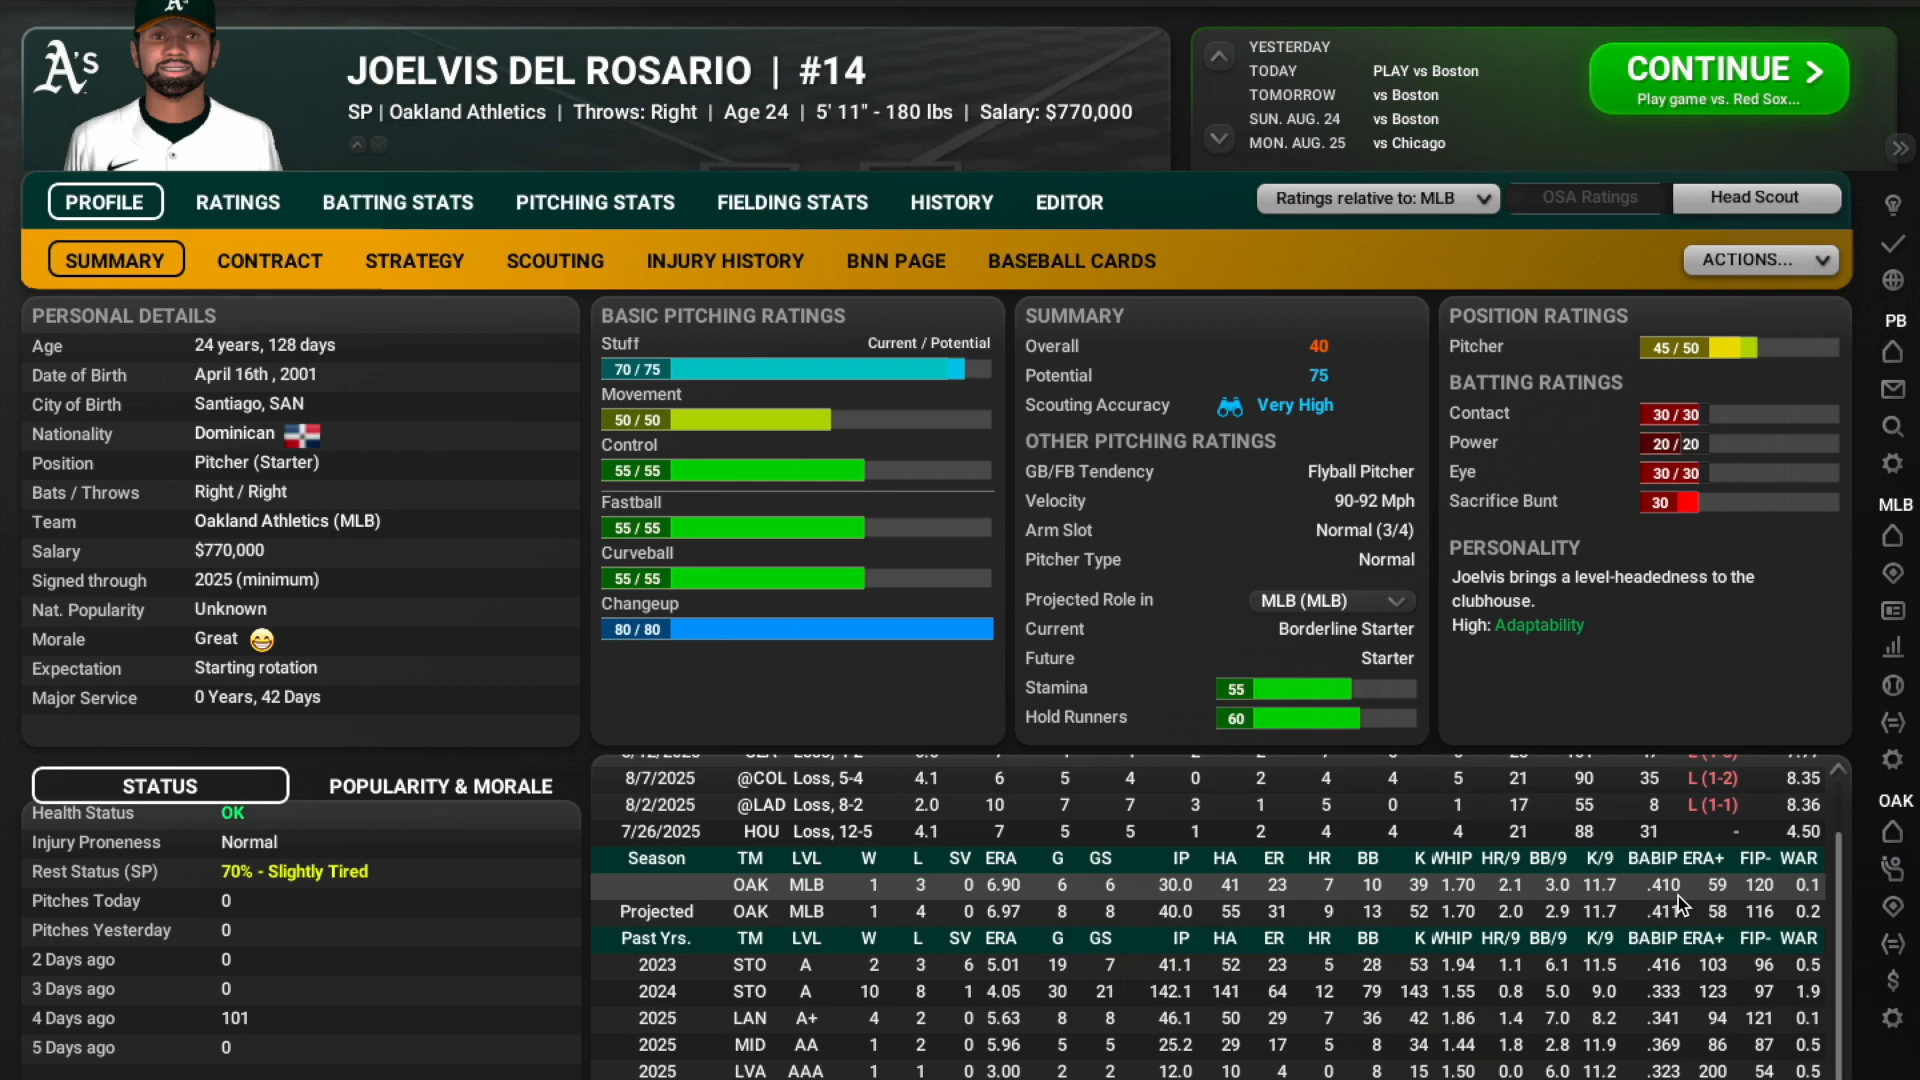 A's
JOELVIS DEL ROSARIO | #14
SP | Oakland Athletics | Throws: Right | Age 24 | 5' 11" - 180 lbs | Salary: $770,000
YESTERDAY
TODAY PLAY vs Boston
TOMORROW vs Boston
SUN. AUG. 24 vs Boston
MON. AUG. 25 vs Chicago
CONTINUE
Play game vs. Red Sox...
PROFILE RATINGS BATTING STATS PITCHING STATS FIELDING STATS HISTORY EDITOR
Ratings relative to: MLB OSA Ratings Head Scout
SUMMARY CONTRACT STRATEGY SCOUTING INJURY HISTORY BNN PAGE BASEBALL CARDS ACTIONS...
PERSONAL DETAILS
Age 24 years, 128 days
Date of Birth April 16th , 2001
City of Birth Santiago, SAN
Nationality Dominican
Position Pitcher (Starter)
Bats / Throws Right / Right
Team Oakland Athletics (MLB)
Salary $770,000
Signed through 2025 (minimum)
Nat. Popularity Unknown
Morale Great
Expectation Starting rotation
Major Service 0 Years, 42 Days
BASIC PITCHING RATINGS
Stuff Current / Potential
70 / 75
Movement
50 / 50
Control
55 / 55
Fastball
55 / 55
Curveball
55 / 55
Changeup
80 / 80
SUMMARY
Overall 40
Potential 75
Scouting Accuracy Very High
OTHER PITCHING RATINGS
GB/FB Tendency Flyball Pitcher
Velocity 90-92 Mph
Arm Slot Normal (3/4)
Pitcher Type Normal
Projected Role in MLB (MLB)
Current Borderline Starter
Future Starter
Stamina 55
Hold Runners 60
POSITION RATINGS
Pitcher 45 / 50
BATTING RATINGS
Contact 30 / 30
Power 20 / 20
Eye 30 / 30
Sacrifice Bunt 30
PERSONALITY
Joelvis brings a level-headedness to the
clubhouse.
High: Adaptability
PB
MLB
OAK
STATUS POPULARITY & MORALE
Health Status OK
Injury Proneness Normal
Rest Status (SP) 70% - Slightly Tired
Pitches Today 0
Pitches Yesterday 0
2 Days ago 0
3 Days ago 0
4 Days ago 101
5 Days ago 0
8/7/2025 @COL Loss, 5-4 4.1 6 5 4 0 2 4 4 5 21 90 35 L (1-2) 8.35
8/2/2025 @LAD Loss, 8-2 2.0 10 7 7 3 1 5 0 1 17 55 8 L (1-1) 8.36
7/26/2025 HOU Loss, 12-5 4.1 7 5 5 1 2 4 4 4 21 88 31 - 4.50
Season TM LVL W L SV ERA G GS IP HA ER HR BB K WHIP HR/9 BB/9 K/9 BABIP ERA+ FIP- WAR
OAK MLB 1 3 0 6.90 6 6 30.0 41 23 7 10 39 1.70 2.1 3.0 11.7 .410 59 120 0.1
Projected OAK MLB 1 4 0 6.97 8 8 40.0 55 31 9 13 52 1.70 2.0 2.9 11.7 58 116 0.2
Past Yrs. TM LVL W L SV ERA G GS IP HA ER HR BB K WHIP HR/9 BB/9 K/9 BABIP ERA+ FIP- WAR
2023 STO A 2 3 6 5.01 19 7 41.1 52 23 5 28 53 1.94 1.1 6.1 11.5 .416 103 96 0.5
2024 STO A 10 8 1 4.05 30 21 142.1 141 64 12 79 143 1.55 0.8 5.0 9.0 .333 123 97 1.9
2025 LAN A+ 4 2 0 5.63 8 8 46.1 50 29 7 36 42 1.86 1.4 7.0 8.2 .341 94 121 0.1
2025 MID AA 1 2 0 5.96 5 5 25.2 29 17 5 8 34 1.44 1.8 2.8 11.9 .369 86 87 0.5
2025 LVA AAA 1 1 0 3.00 2 2 12.0 10 4 0 8 15 1.50 0.0 6.0 11.2 .323 200 54 0.5